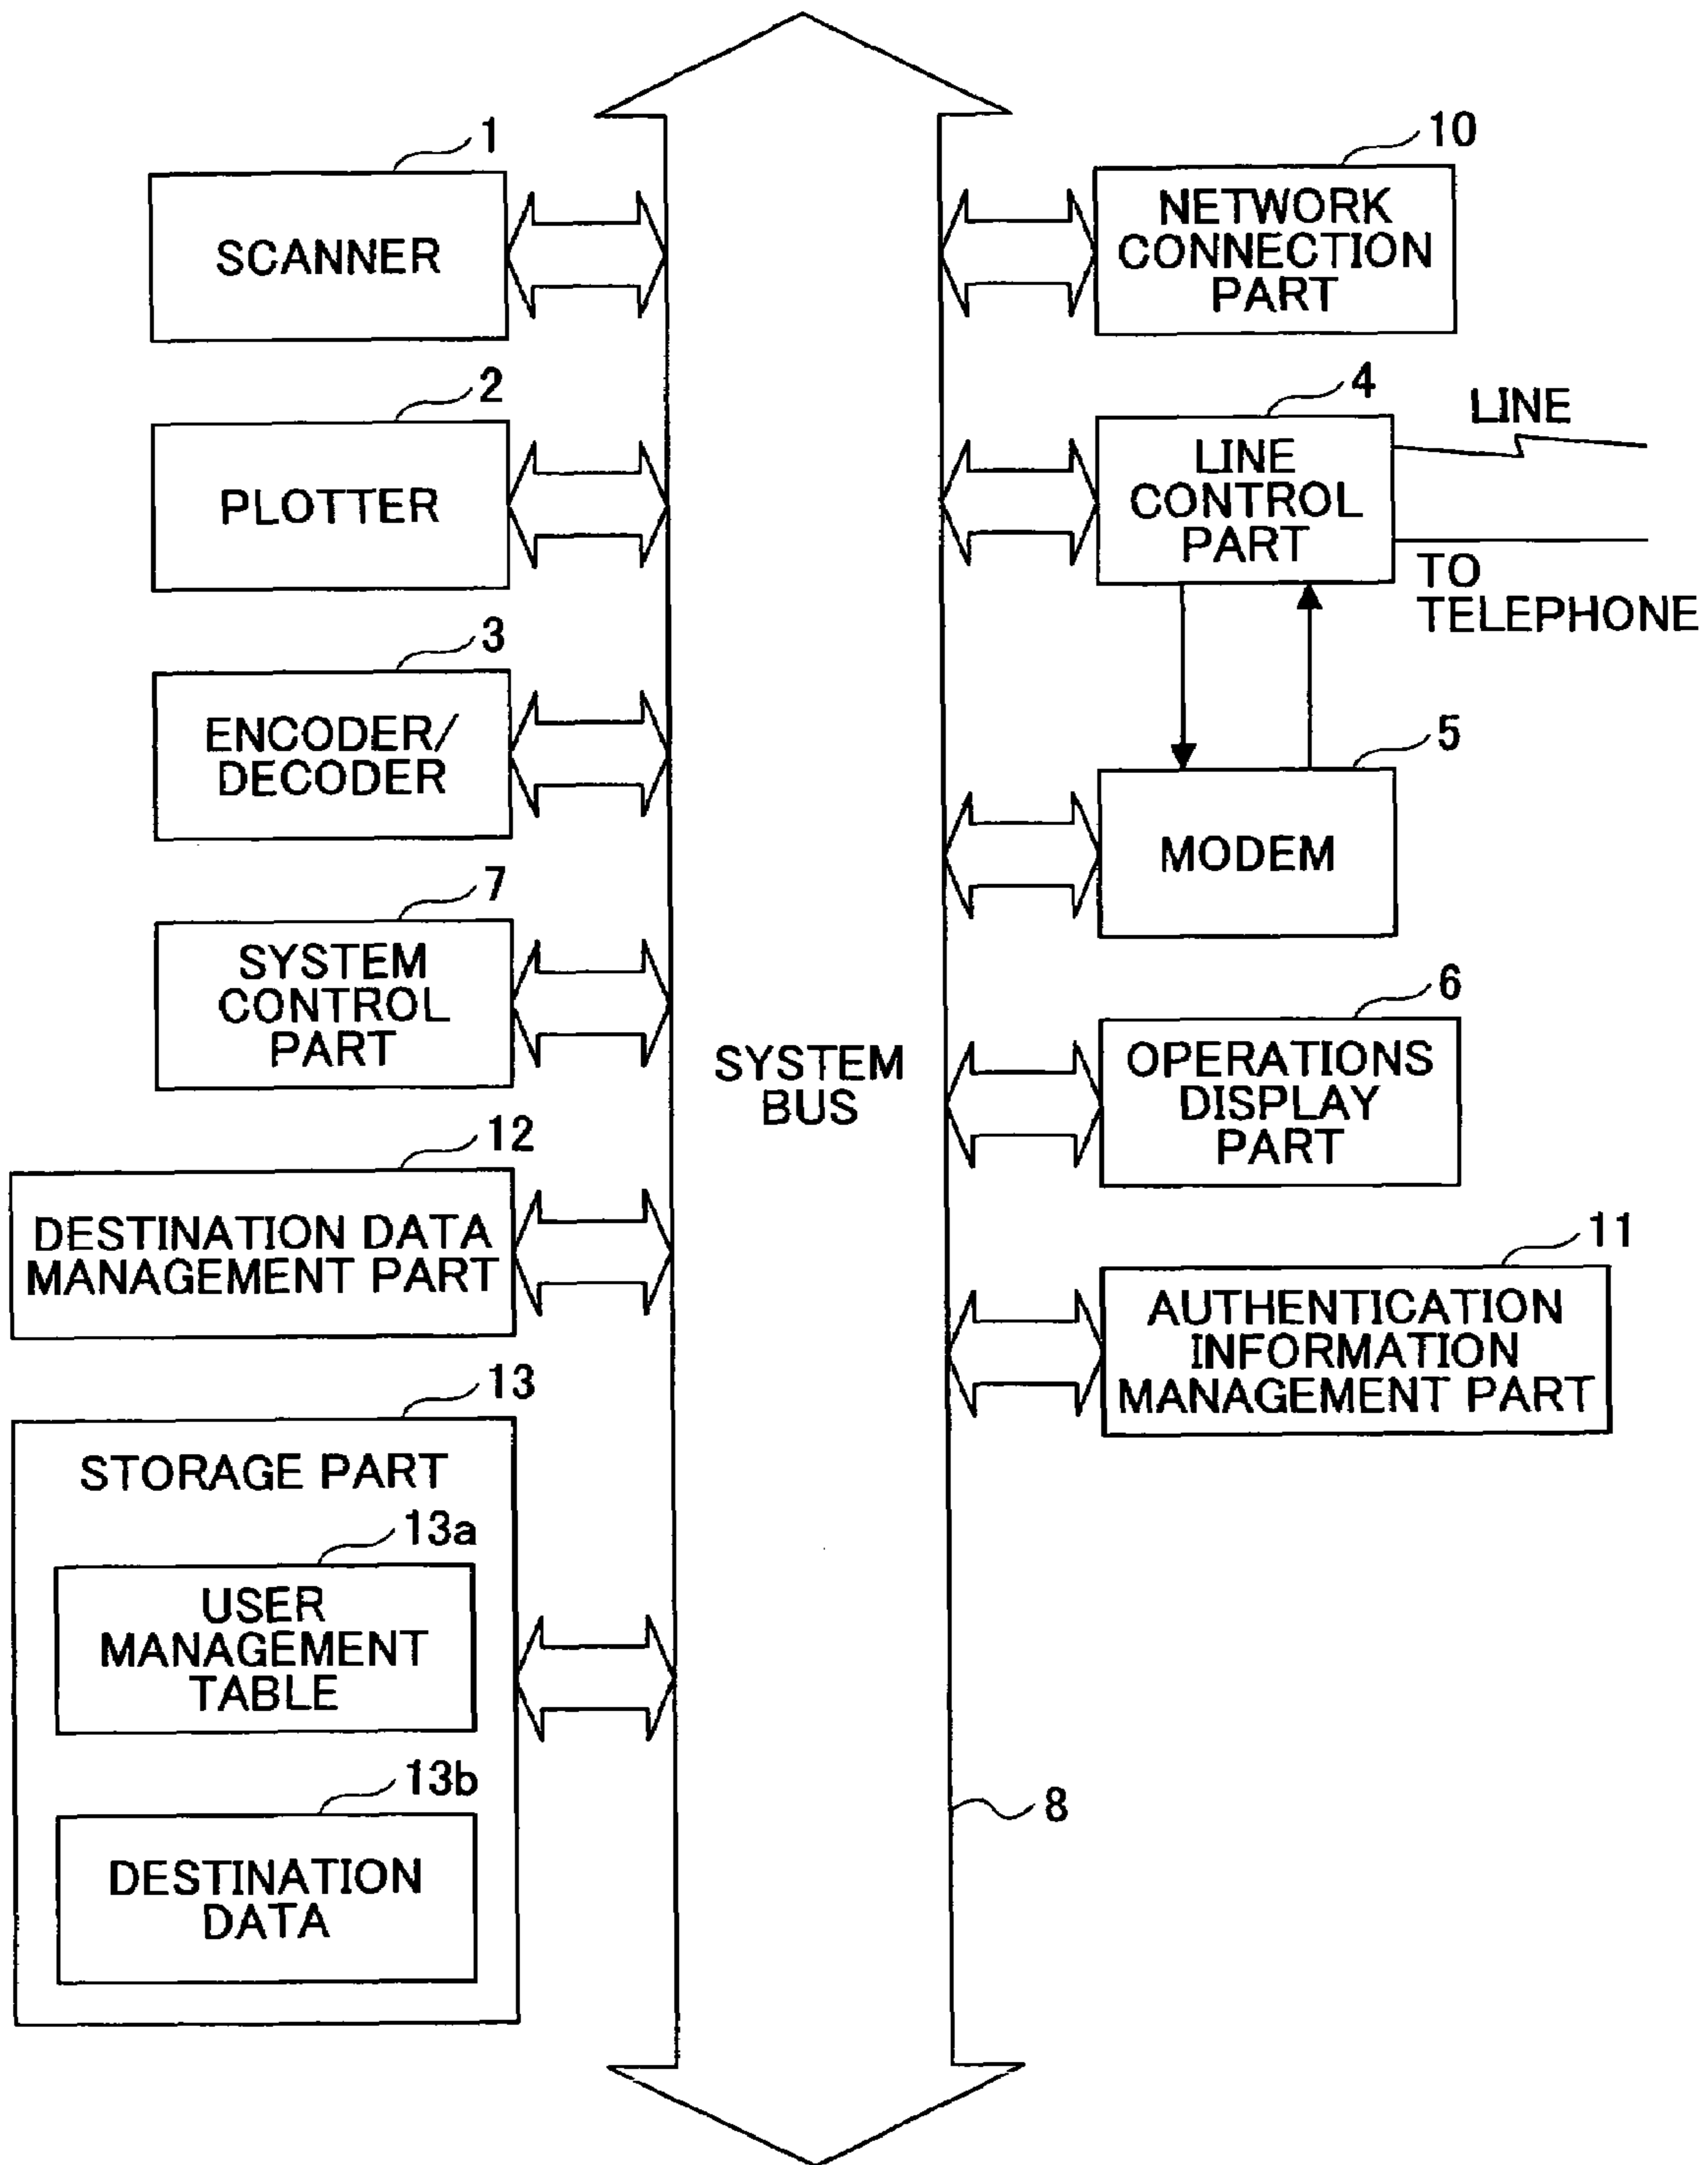 1
SCANNER
2
PLOTTER
3
ENCODER/
DECODER
7
SYSTEM
CONTROL
PART
12
DESTINATION DATA
MANAGEMENT PART
13
STORAGE PART
13a
USER
MANAGEMENT
TABLE
13b
DESTINATION
DATA
SYSTEM
BUS
8
10
NETWORK
CONNECTION
PART
4
LINE
CONTROL
PART
LINE
TO
TELEPHONE
5
MODEM
6
OPERATIONS
DISPLAY
PART
11
AUTHENTICATION
INFORMATION
MANAGEMENT PART